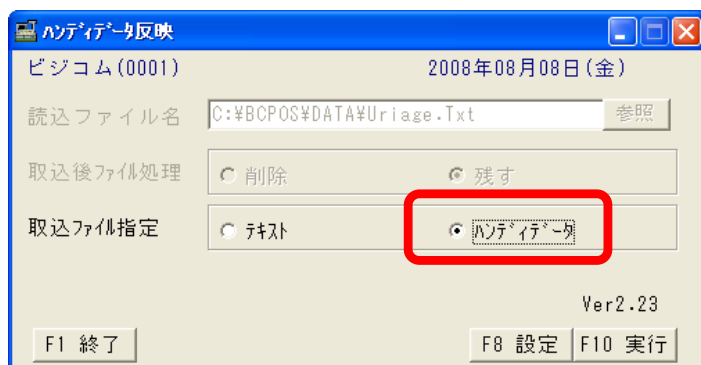 ﾊﾝﾃﾞｨﾃﾞｰﾀ反映
ビジコム(0001) 2008年08月08日(金)
読込ファイル名 C:¥BCPOS¥DATA¥Uriage.Txt 参照
取込後ﾌｧｲﾙ処理 削除 残す
取込ﾌｧｲﾙ指定 ﾃｷｽﾄ ﾊﾝﾃﾞｨﾃﾞｰﾀ
Ver2.23
F1 終了 F8 設定 F10 実行